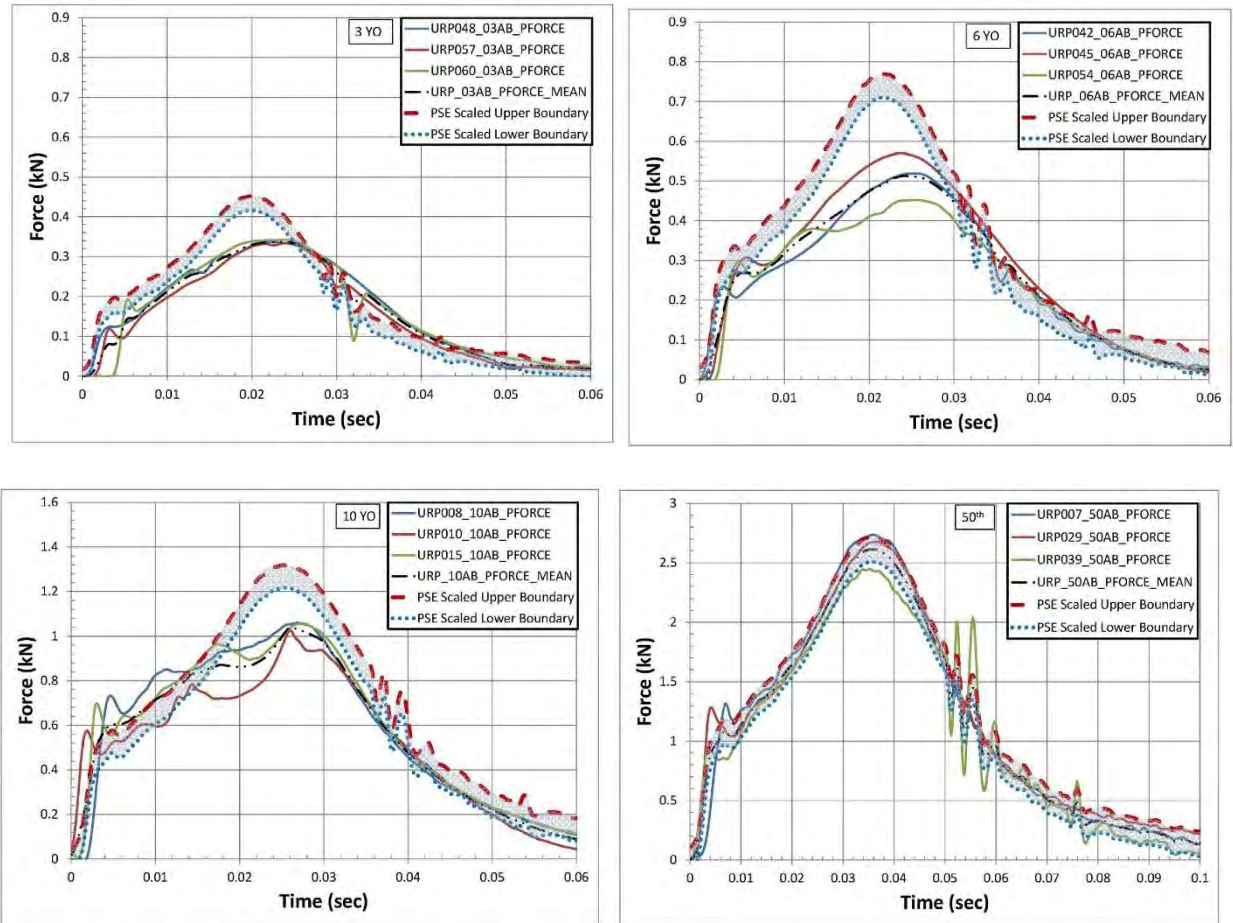 3 YO
URP048_03AB_PFORCE
URP057_03AB_PFORCE
URP060_03AB_PFORCE
URP_03AB_PFORCE_MEAN
PSE Scaled Upper Boundary
PSE Scaled Lower Boundary
Force (kN)
0.9
0.8
0.7
0.6
0.5
0.4
0.3
0.2
0.1
0
0 0.01 0.02 0.03 0.04 0.05 0.06
Time (sec)
6 YO
URP042_06AB_PFORCE
URP045_06AB_PFORCE
URP054_06AB_PFORCE
URP_06AB_PFORCE_MEAN
PSE Scaled Upper Boundary
PSE Scaled Lower Boundary
Force (kN)
0.9
0.8
0.7
0.6
0.5
0.4
0.3
0.2
0.1
0
0 0.01 0.02 0.03 0.04 0.05 0.06
Time (sec)
10 YO
URP008_10AB_PFORCE
URP010_10AB_PFORCE
URP015_10AB_PFORCE
URP_10AB_PFORCE_MEAN
PSE Scaled Upper Boundary
PSE Scaled Lower Boundary
Force (kN)
1.6
1.4
1.2
1
0.8
0.6
0.4
0.2
0
0 0.01 0.02 0.03 0.04 0.05 0.06
Time (sec)
50th
URP007_50AB_PFORCE
URP029_50AB_PFORCE
URP039_50AB_PFORCE
URP_50AB_PFORCE_MEAN
PSE Scaled Upper Boundary
PSE Scaled Lower Boundary
Force (kN)
3
2.5
2
1.5
1
0.5
0
0 0.01 0.02 0.03 0.04 0.05 0.06 0.07 0.08 0.09 0.1
Time (sec)